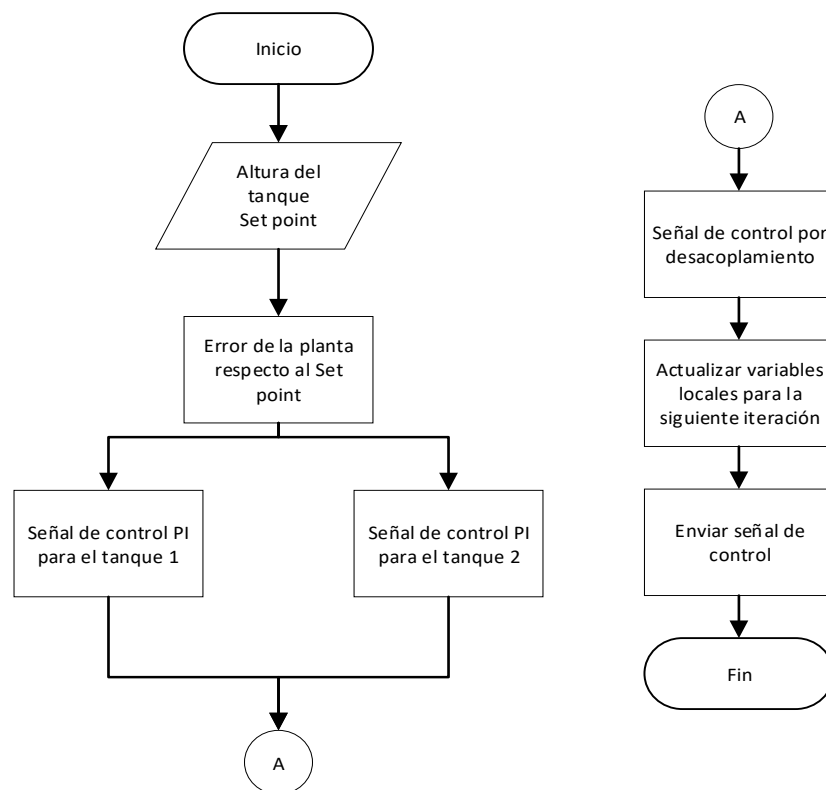 Inicio
Altura del
tanque
Set point
Error de la planta
respecto al Set
point
Señal de control PI
para el tanque 1
Señal de control PI
para el tanque 2
A
A
Señal de control por
desacoplamiento
Actualizar variables
locales para la
siguiente iteración
Enviar señal de
control
Fin